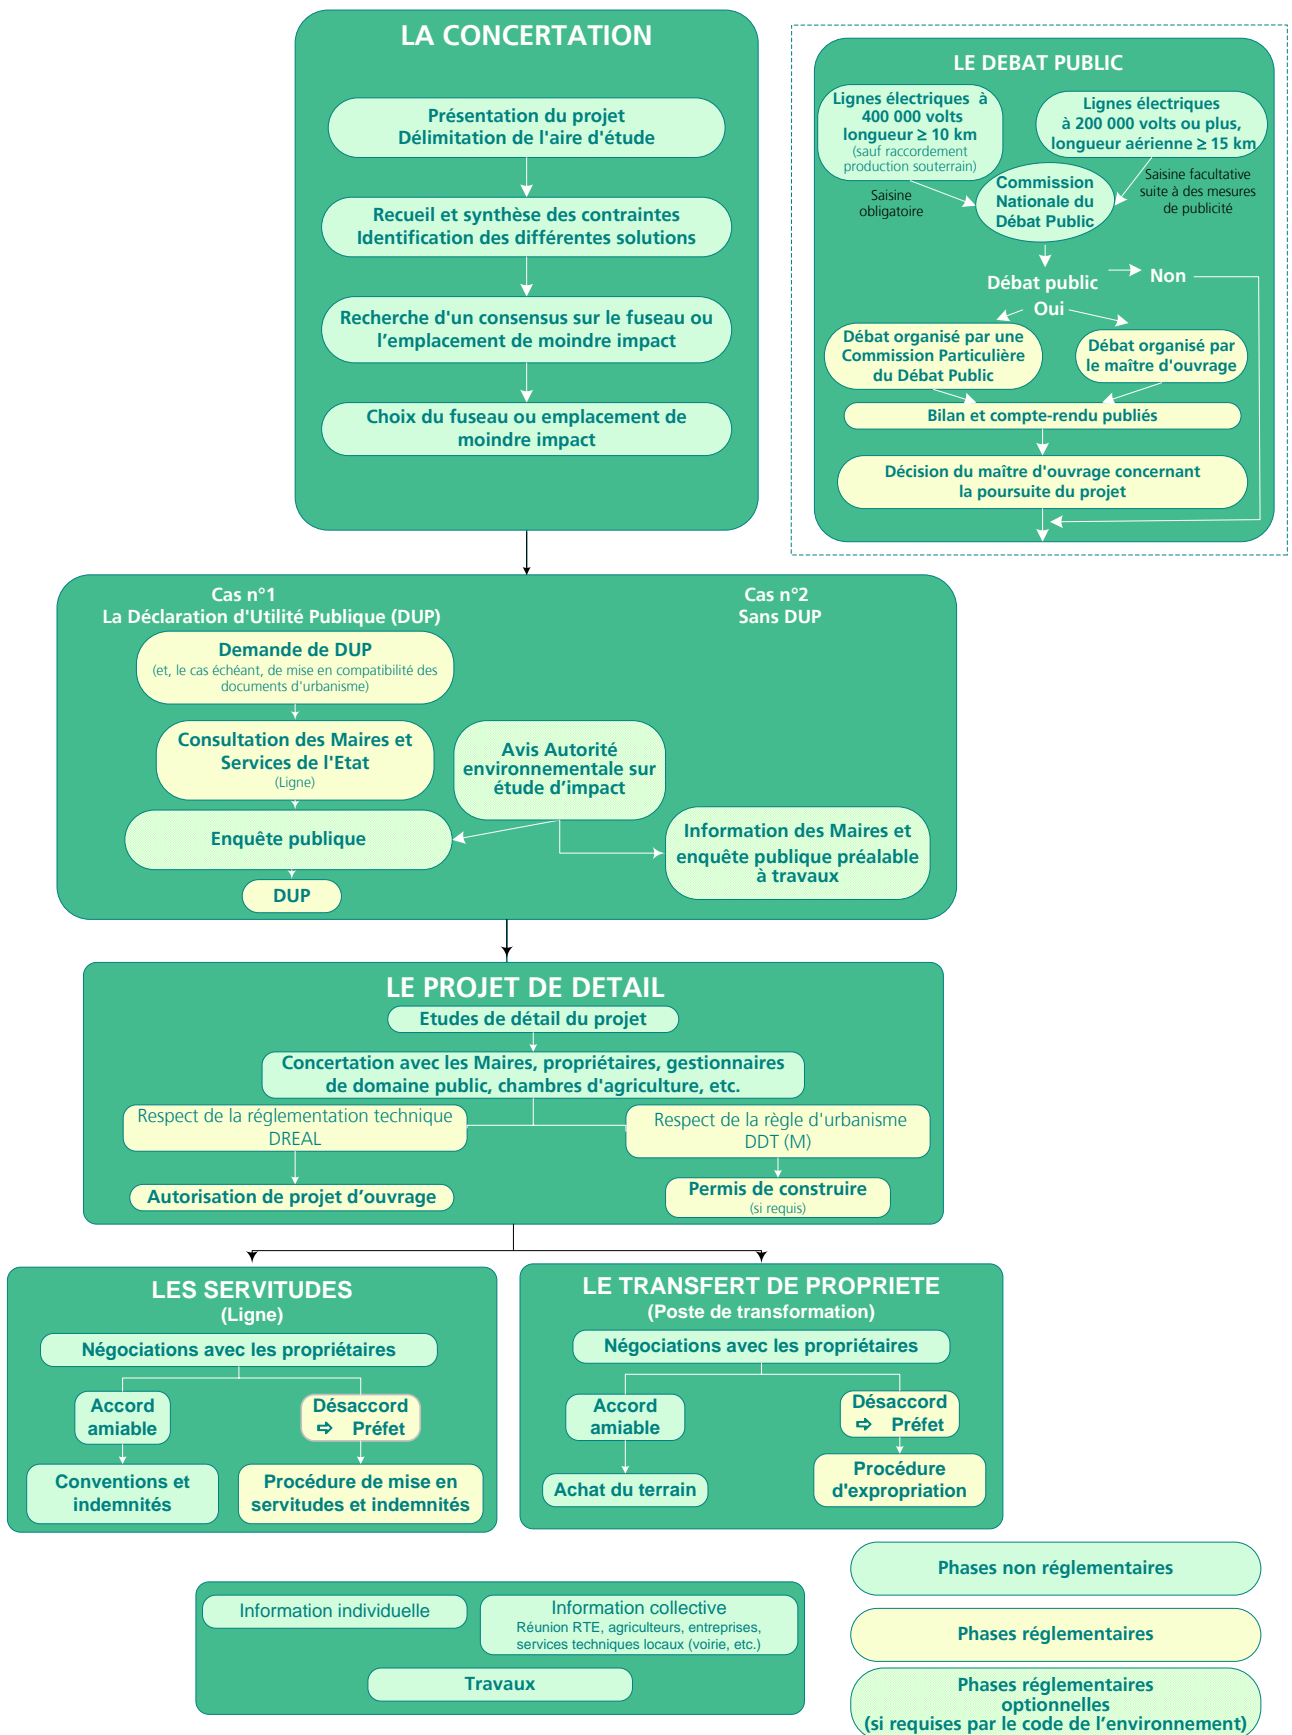 LA CONCERTATION
Présentation du projet
Délimitation de l'aire d'étude
Recueil et synthèse des contraintes
Identification des différentes solutions
Recherche d'un consensus sur le fuseau ou
l’emplacement de moindre impact
Choix du fuseau ou emplacement de
moindre impact
LE DEBAT PUBLIC
Lignes électriques à
400 000 volts
longueur ≥ 10 km
(sauf raccordement
production souterrain)
Lignes électriques
à 200 000 volts ou plus,
longueur aérienne ≥ 15 km
Saisine
obligatoire
Commission
Nationale du
Débat Public
Saisine facultative
suite à des mesures
de publicité
Débat public
Non
Oui
Débat organisé par une
Commission Particulière
du Débat Public
Débat organisé par
le maître d'ouvrage
Bilan et compte-rendu publiés
Décision du maître d'ouvrage concernant
la poursuite du projet
Cas n°1
La Déclaration d'Utilité Publique (DUP)
Cas n°2
Sans DUP
Demande de DUP
(et, le cas échéant, de mise en compatibilité des
documents d'urbanisme)
Consultation des Maires et
Services de l'Etat
(Ligne)
Avis Autorité
environnementale sur
étude d’impact
Enquête publique
Information des Maires et
enquête publique préalable
à travaux
DUP
LE PROJET DE DETAIL
Etudes de détail du projet
Concertation avec les Maires, propriétaires, gestionnaires
de domaine public, chambres d'agriculture, etc.
Respect de la réglementation technique
DREAL
Respect de la règle d'urbanisme
DDT (M)
Autorisation de projet d’ouvrage
Permis de construire
(si requis)
LES SERVITUDES
(Ligne)
Négociations avec les propriétaires
Accord
amiable
Désaccord
⇨ Préfet
Conventions et
indemnités
Procédure de mise en
servitudes et indemnités
LE TRANSFERT DE PROPRIETE
(Poste de transformation)
Négociations avec les propriétaires
Accord
amiable
Désaccord
⇨ Préfet
Achat du terrain
Procédure
d'expropriation
Information individuelle
Information collective
Réunion RTE, agriculteurs, entreprises,
services techniques locaux (voirie, etc.)
Travaux
Phases non réglementaires
Phases réglementaires
Phases réglementaires
optionnelles
(si requises par le code de l’environnement)